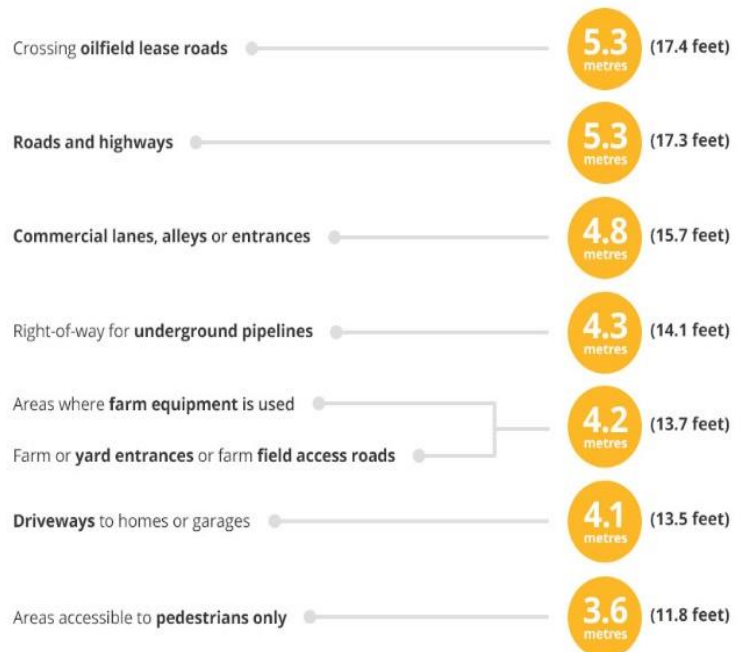 Crossing oilfield lease roads 5.3 metres (17.4 feet)
Roads and highways 5.3 metres (17.3 feet)
Commercial lanes, alleys or entrances 4.8 metres (15.7 feet)
Right-of-way for underground pipelines 4.3 metres (14.1 feet)
Areas where farm equipment is used
Farm or yard entrances or farm field access roads
4.2 metres (13.7 feet)
Driveways to homes or garages 4.1 metres (13.5 feet)
Areas accessible to pedestrians only 3.6 metres (11.8 feet)